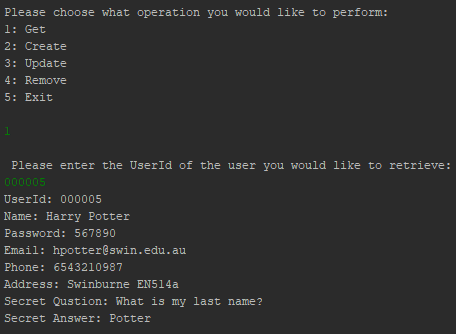 Please choose what operation you would like to perform:
1: Get
2: Create
3: Update
4: Remove
5: Exit
1
Please enter the UserId of the user you would like to retrieve:
000005
UserId: 000005
Name: Harry Potter
Password: 567890
Email: hpotter@swin.edu.au
Phone: 6543210987
Address: Swinburne EN514a
Secret Qustion: What is my last name?
Secret Answer: Potter